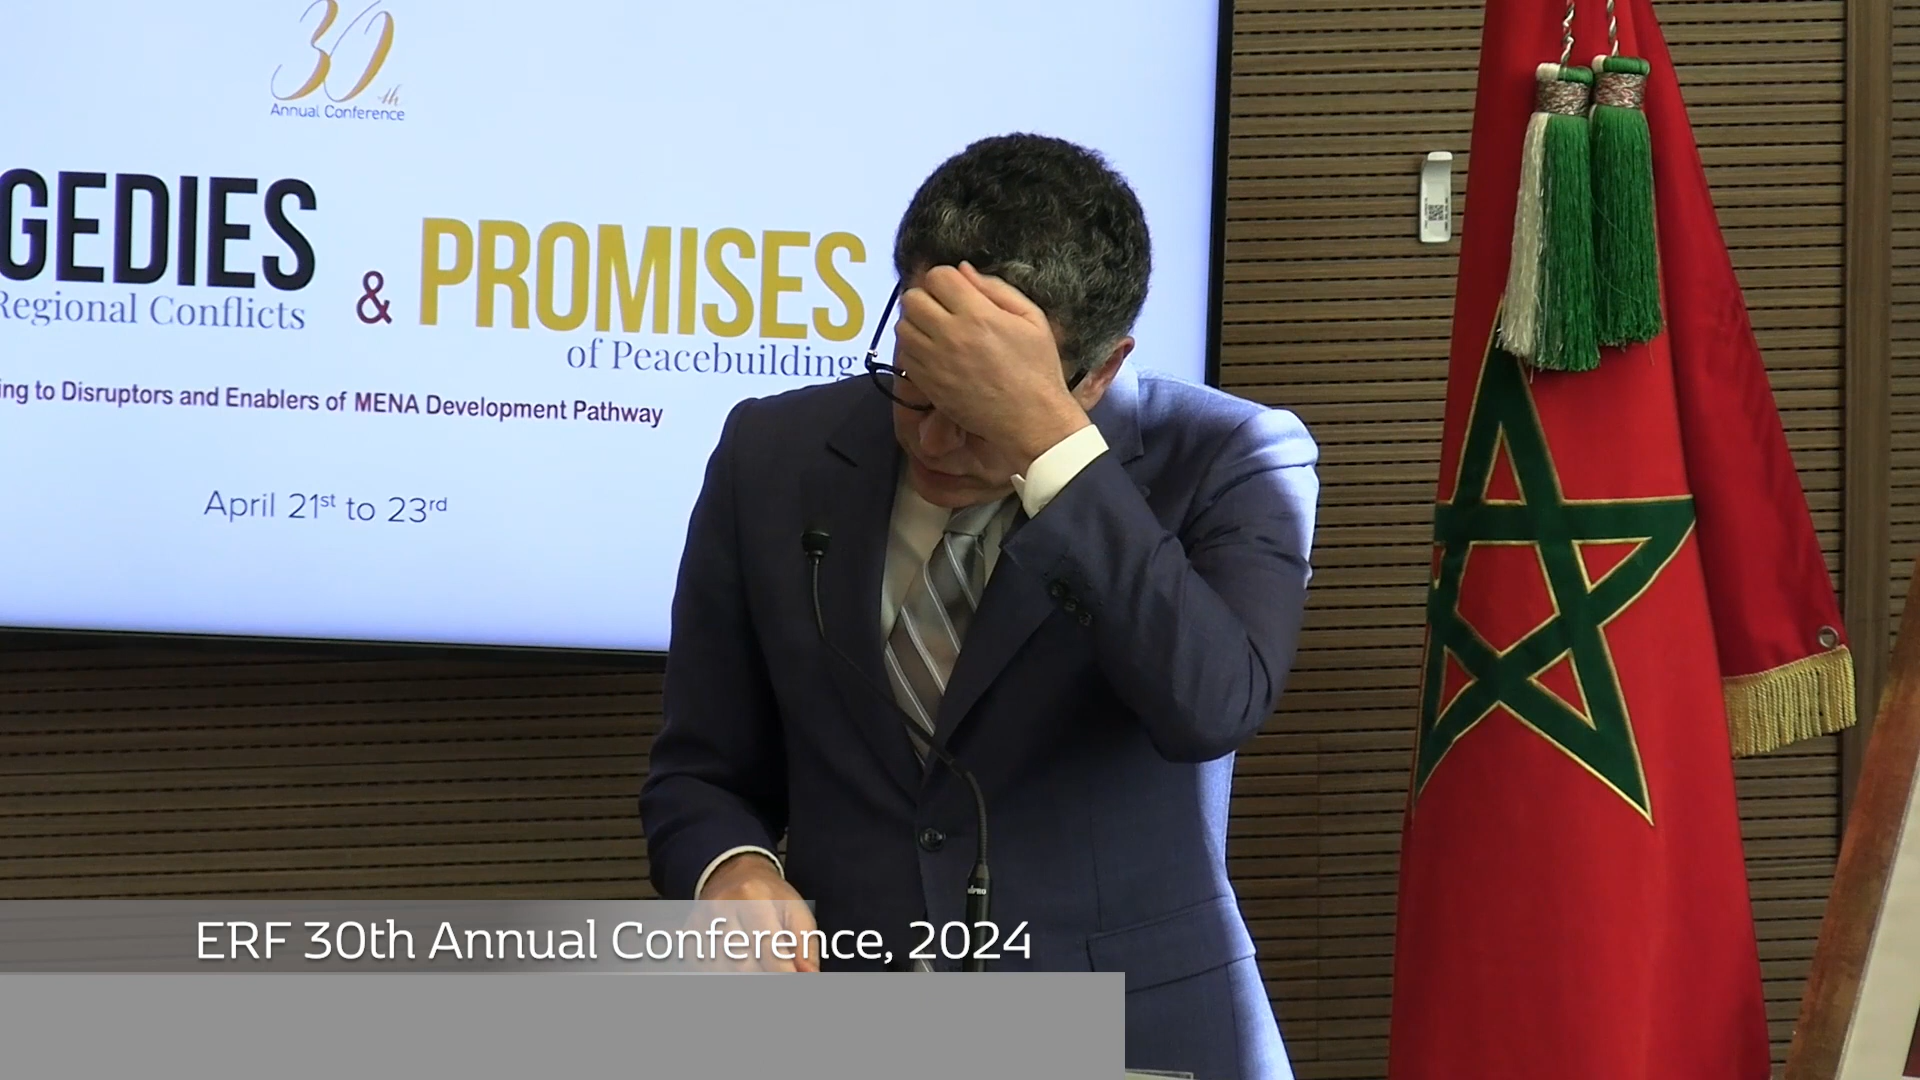 30th
Annual Conference
GEDIES
Regional Conflicts
& PROMISES
of Peacebuilding
ing to Disruptors and Enablers of MENA Development Pathway
April 21st to 23rd
MIPRO
ERF 30th Annual Conference, 2024